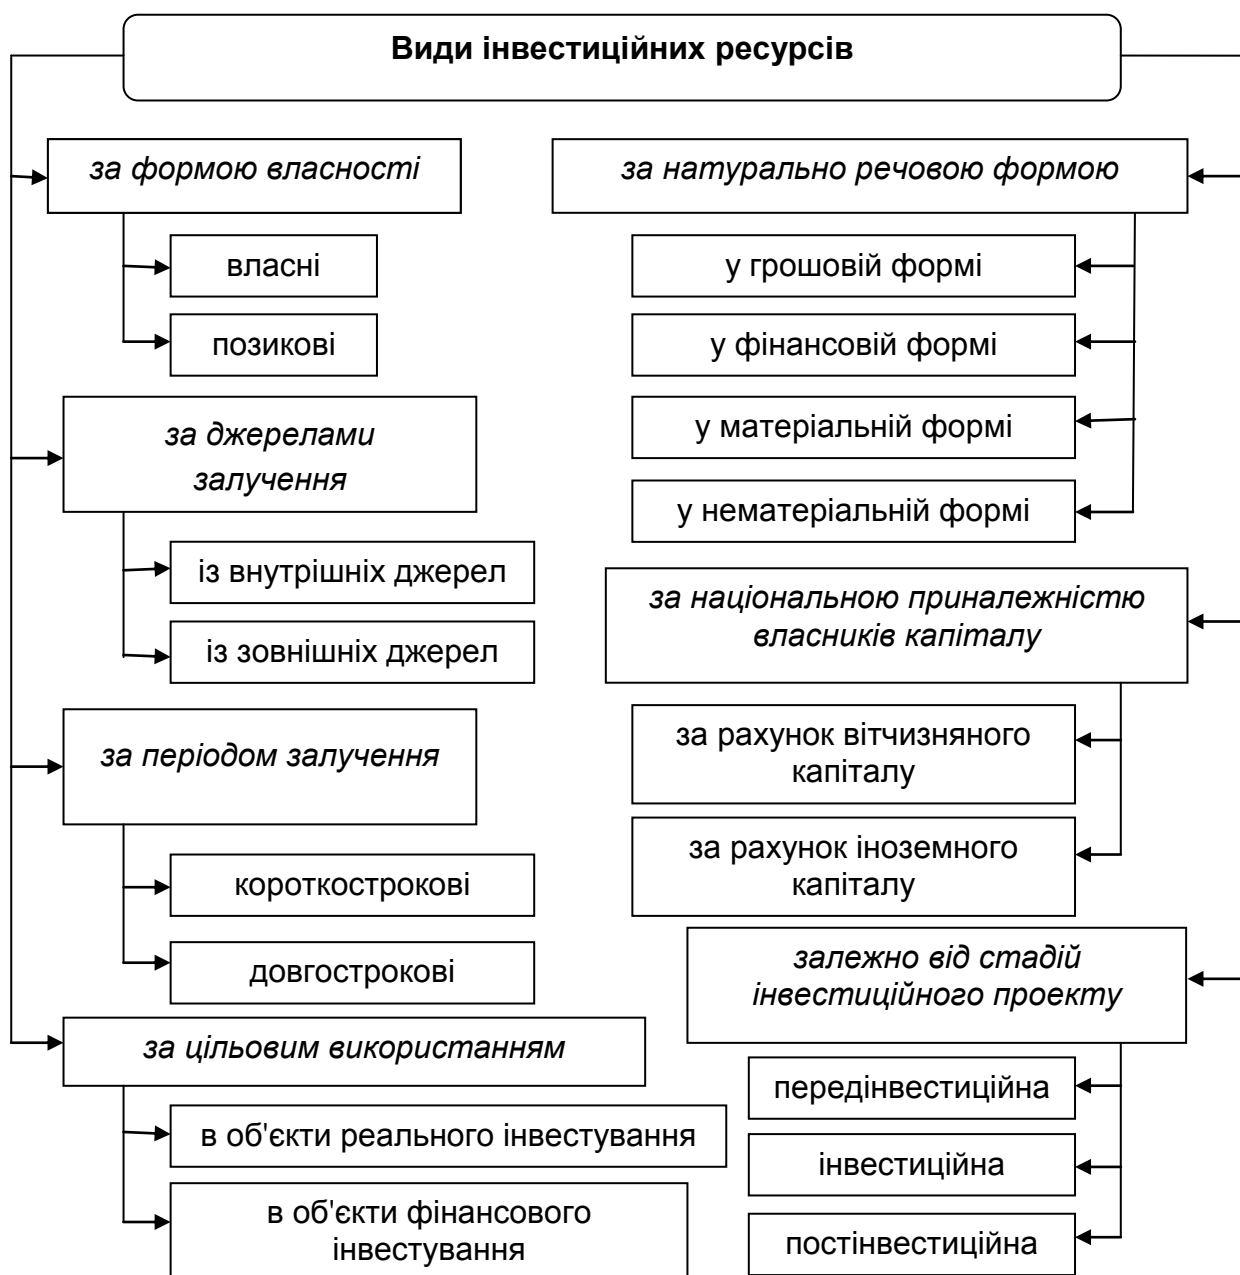 Види інвестиційних ресурсів
за формою власності
власні
позикові
за джерелами
залучення
із внутрішніх джерел
із зовнішніх джерел
за періодом залучення
короткострокові
довгострокові
за цільовим використанням
в об'єкти реального інвестування
в об'єкти фінансового
інвестування
за натурально речовою формою
у грошовій формі
у фінансовій формі
у матеріальній формі
у нематеріальній формі
за національною приналежністю
власників капіталу
за рахунок вітчизняного
капіталу
за рахунок іноземного
капіталу
залежно від стадій
інвестиційного проекту
передінвестиційна
інвестиційна
постінвестиційна